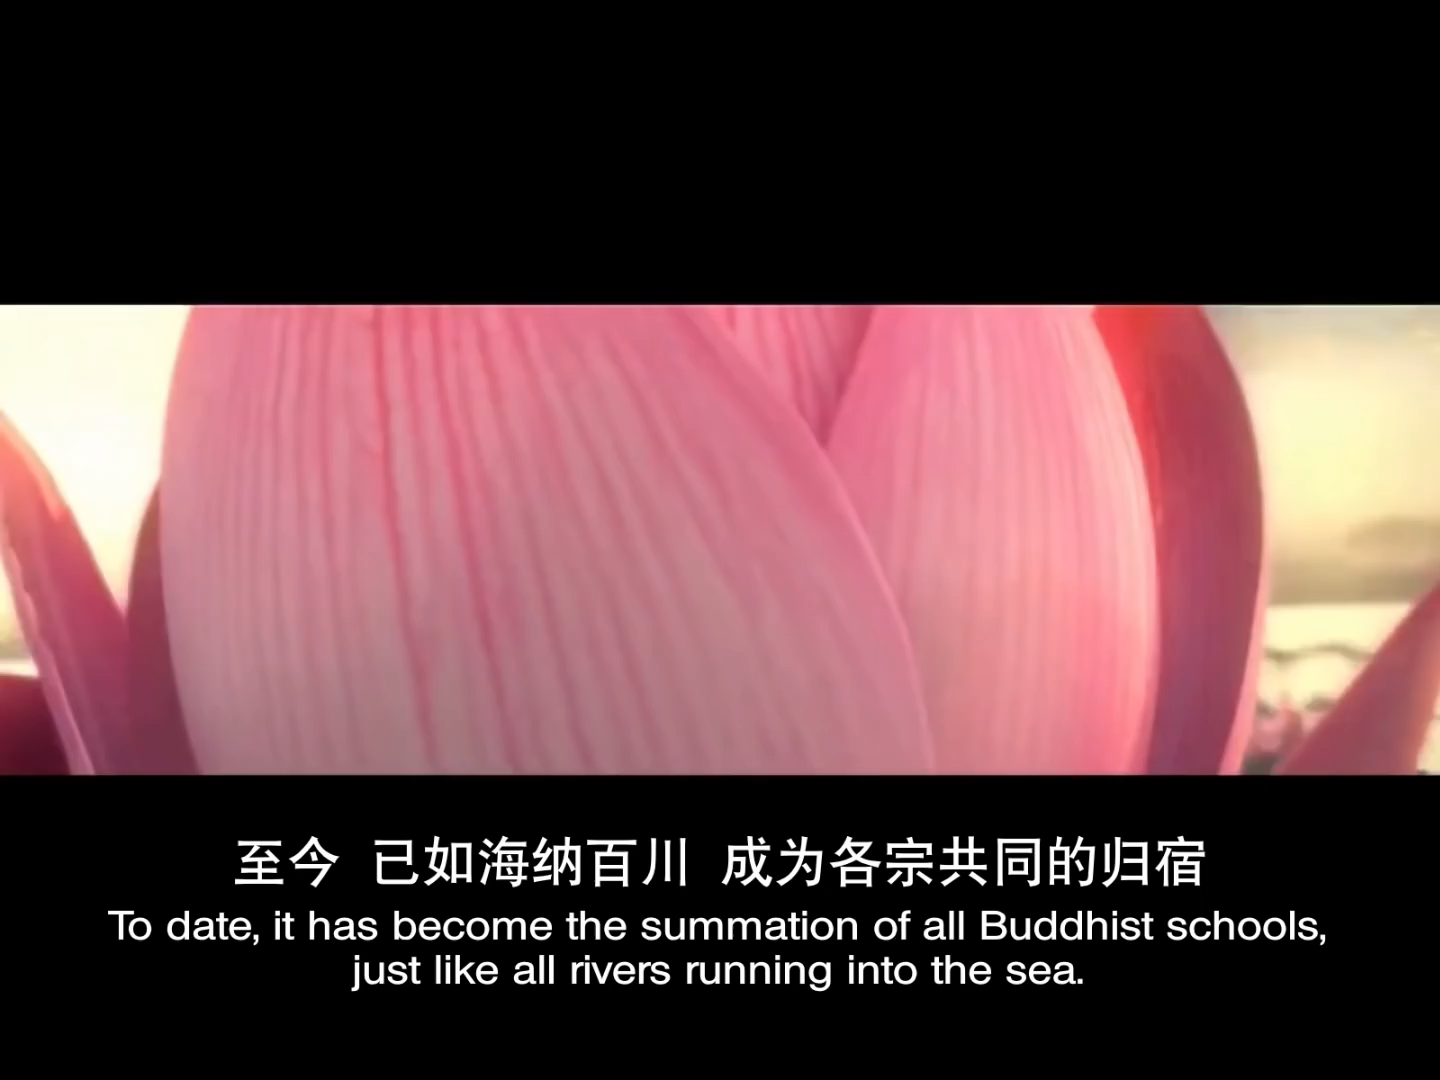 至今 已如海纳百川 成为各宗共同的归宿
To date, it has become the summation of all Buddhist schools,
just like all rivers running into the sea.